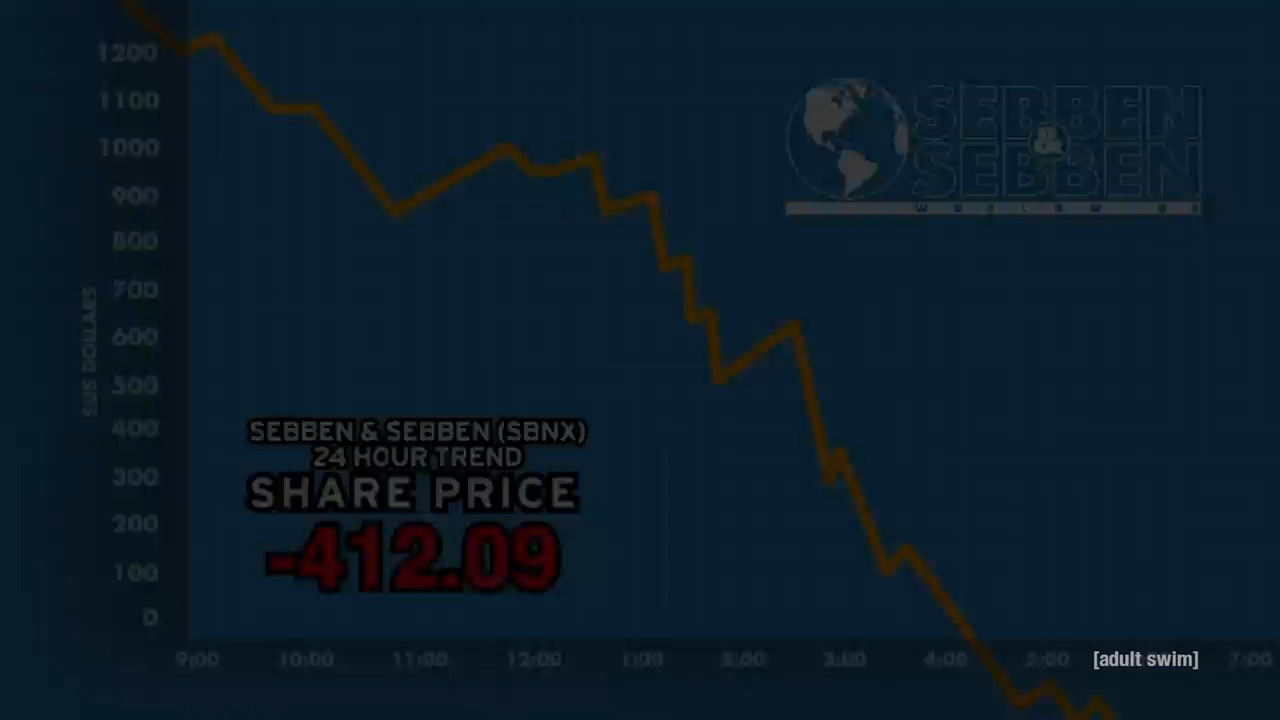 1200
1100
1000
900
800
700
600
500
400
300
200
100
0
$US DOLLARS
SEBBEN
&
SEBBEN
SEBBEN & SEBBEN (SBNX)
24 HOUR TREND
SHARE PRICE
-412.09
9:00 10:00 11:00 12:00 1:00 2:00 3:00 4:00 5:00 7:00
[adult swim]